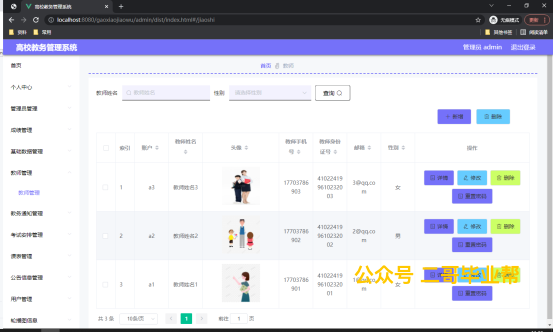 高校教务管理系统
localhost:8080/gaoxiaojiaowu/admin/dist/index.html#/jiaoshi
无痕模式
更新
资料 常用 其他书签 阅读清单
高校教务管理系统 管理员 admin 退出登录
首页
个人中心
管理员管理
成绩管理
基础数据管理
教师管理
教师管理
教务通知管理
考试安排管理
课表管理
公告信息管理
用户管理
轮播图信息
首页 教师
教师姓名 教师姓名 性别 请选择性别 查询
新增 删除
索引 账户 教师姓名 头像 教师手机号 教师身份证号 邮箱 性别 操作
1 a3 教师姓名3 17703786903 410224199610232003 3@qq.com 女 详情 修改 删除 重置密码
2 a2 教师姓名2 17703786902 410224199610232002 2@qq.com 男 详情 修改 删除 重置密码
3 a1 教师姓名1 17703786901 410224199610232001 女 重置密码
公众号 二哥毕业帮
共 3 条 10条/页 1 前往 1 页